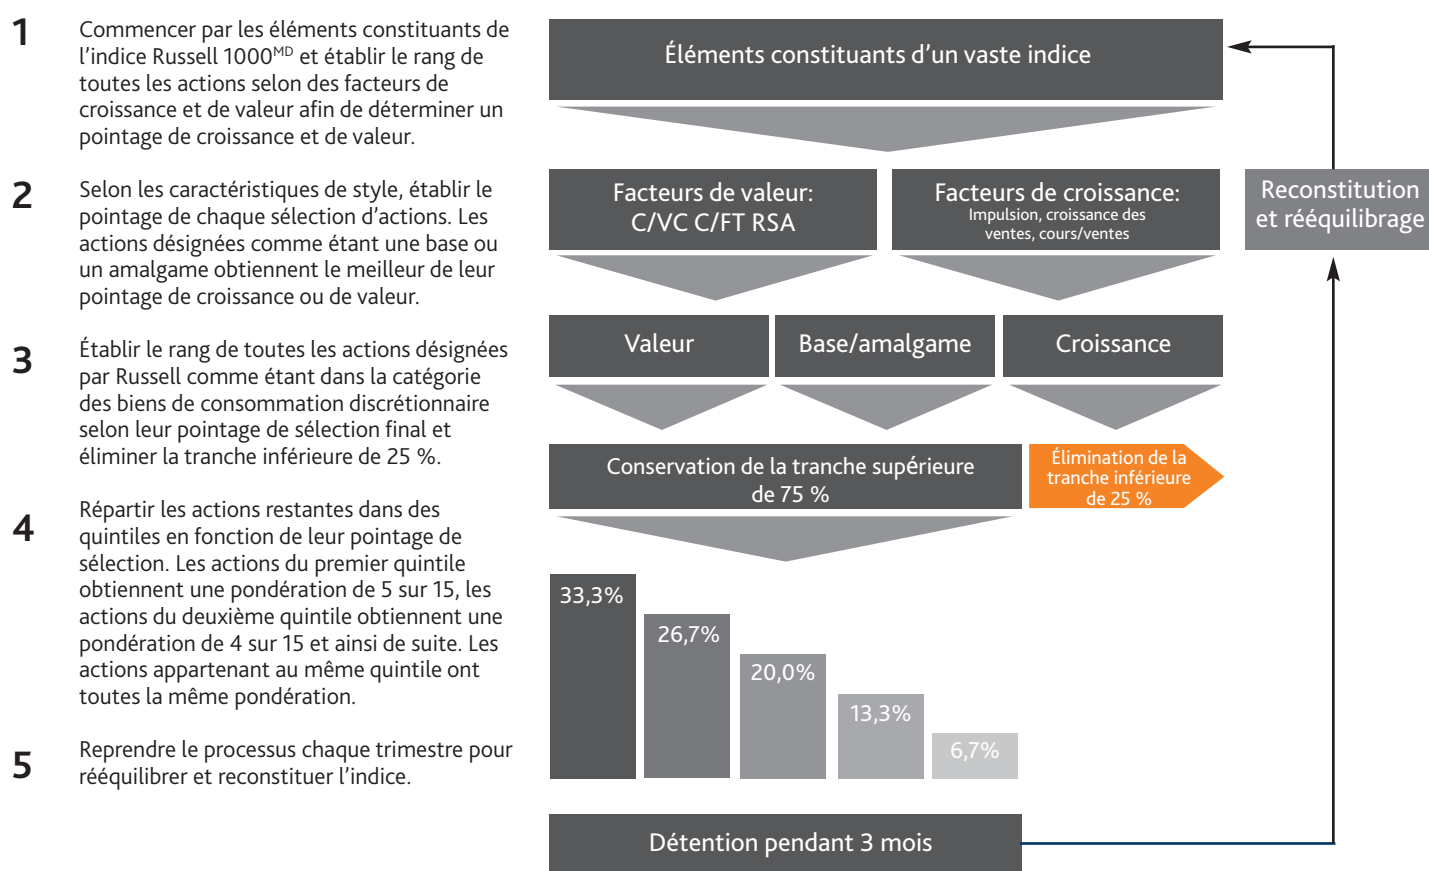 1
Commencer par les éléments constituants de
l’indice Russell 1000MD et établir le rang de
toutes les actions selon des facteurs de
croissance et de valeur afin de déterminer un
pointage de croissance et de valeur.
2
Selon les caractéristiques de style, établir le
pointage de chaque sélection d’actions. Les
actions désignées comme étant une base ou
un amalgame obtiennent le meilleur de leur
pointage de croissance ou de valeur.
3
Établir le rang de toutes les actions désignées
par Russell comme étant dans la catégorie
des biens de consommation discrétionnaire
selon leur pointage de sélection final et
éliminer la tranche inférieure de 25 %.
4
Répartir les actions restantes dans des
quintiles en fonction de leur pointage de
sélection. Les actions du premier quintile
obtiennent une pondération de 5 sur 15, les
actions du deuxième quintile obtiennent une
pondération de 4 sur 15 et ainsi de suite. Les
actions appartenant au même quintile ont
toutes la même pondération.
5
Reprendre le processus chaque trimestre pour
rééquilibrer et reconstituer l’indice.
Éléments constituants d’un vaste indice
Facteurs de valeur:
C/VC C/FT RSA
Facteurs de croissance:
Impulsion, croissance des
ventes, cours/ventes
Reconstitution
et rééquilibrage
Valeur
Base/amalgame
Croissance
Conservation de la tranche supérieure
de 75 %
Élimination de la
tranche inférieure
de 25 %
33,3%
26,7%
20,0%
13,3%
6,7%
Détention pendant 3 mois